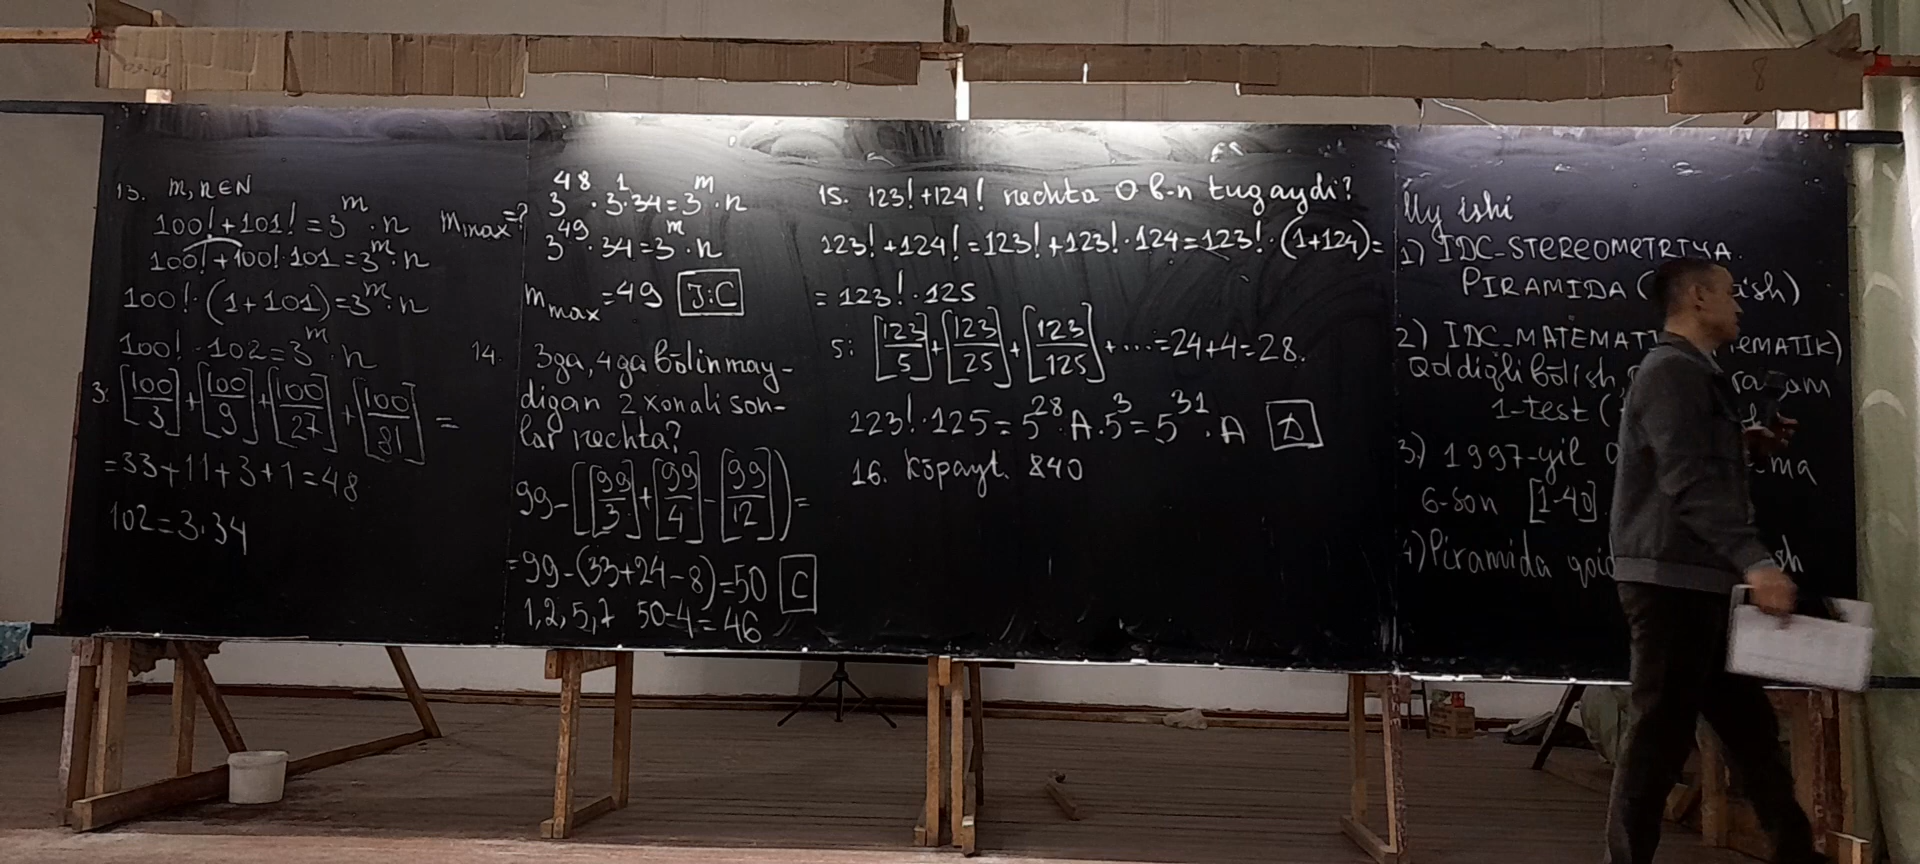 13. m, n ∈ N
100! + 101! = 3^m · n   m_max = ?
100! + 100! · 101 = 3^m · n
100! · (1 + 101) = 3^m · n
100! · 102 = 3^m · n
3: [100/3] + [100/9] + [100/27] + [100/81] =
= 33 + 11 + 3 + 1 = 48
102 = 3 · 34
3^48 · 3^1 · 34 = 3^m · n
3^49 · 34 = 3^m · n
m_max = 49 J:C
14. 3ga, 4 ga bo̅linmay-
digan 2 xonali son-
lar nechta?
99 - ([99/3] + [99/4] - [99/12]) =
= 99 - (33 + 24 - 8) = 50 C
1, 2, 5, 7 50 - 4 = 46
15. 123! + 124! nechta 0 b-n tugaydi?
123! + 124! = 123! + 123! · 124 = 123! · (1 + 124) =
= 123! · 125
5: [123/5] + [123/25] + [123/125] + ... = 24 + 4 = 28.
123! · 125 = 5^28 · A · 5^3 = 5^31 · A D
16. Ko̅payt. 840
Uy ishi
1) IDC-STEREOMETRIYA.
PIRAMIDA ( ish)
2) IDC-MATEMATI EMATIK)
Qoldiqli bo̅lish,
1-test (
3) 1997-yil ma
6-son [1-40]
4) Piramida
8